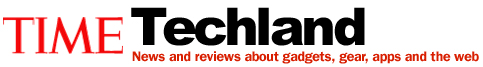 TIME Techland
News and reviews about gadgets, gear, apps and the web